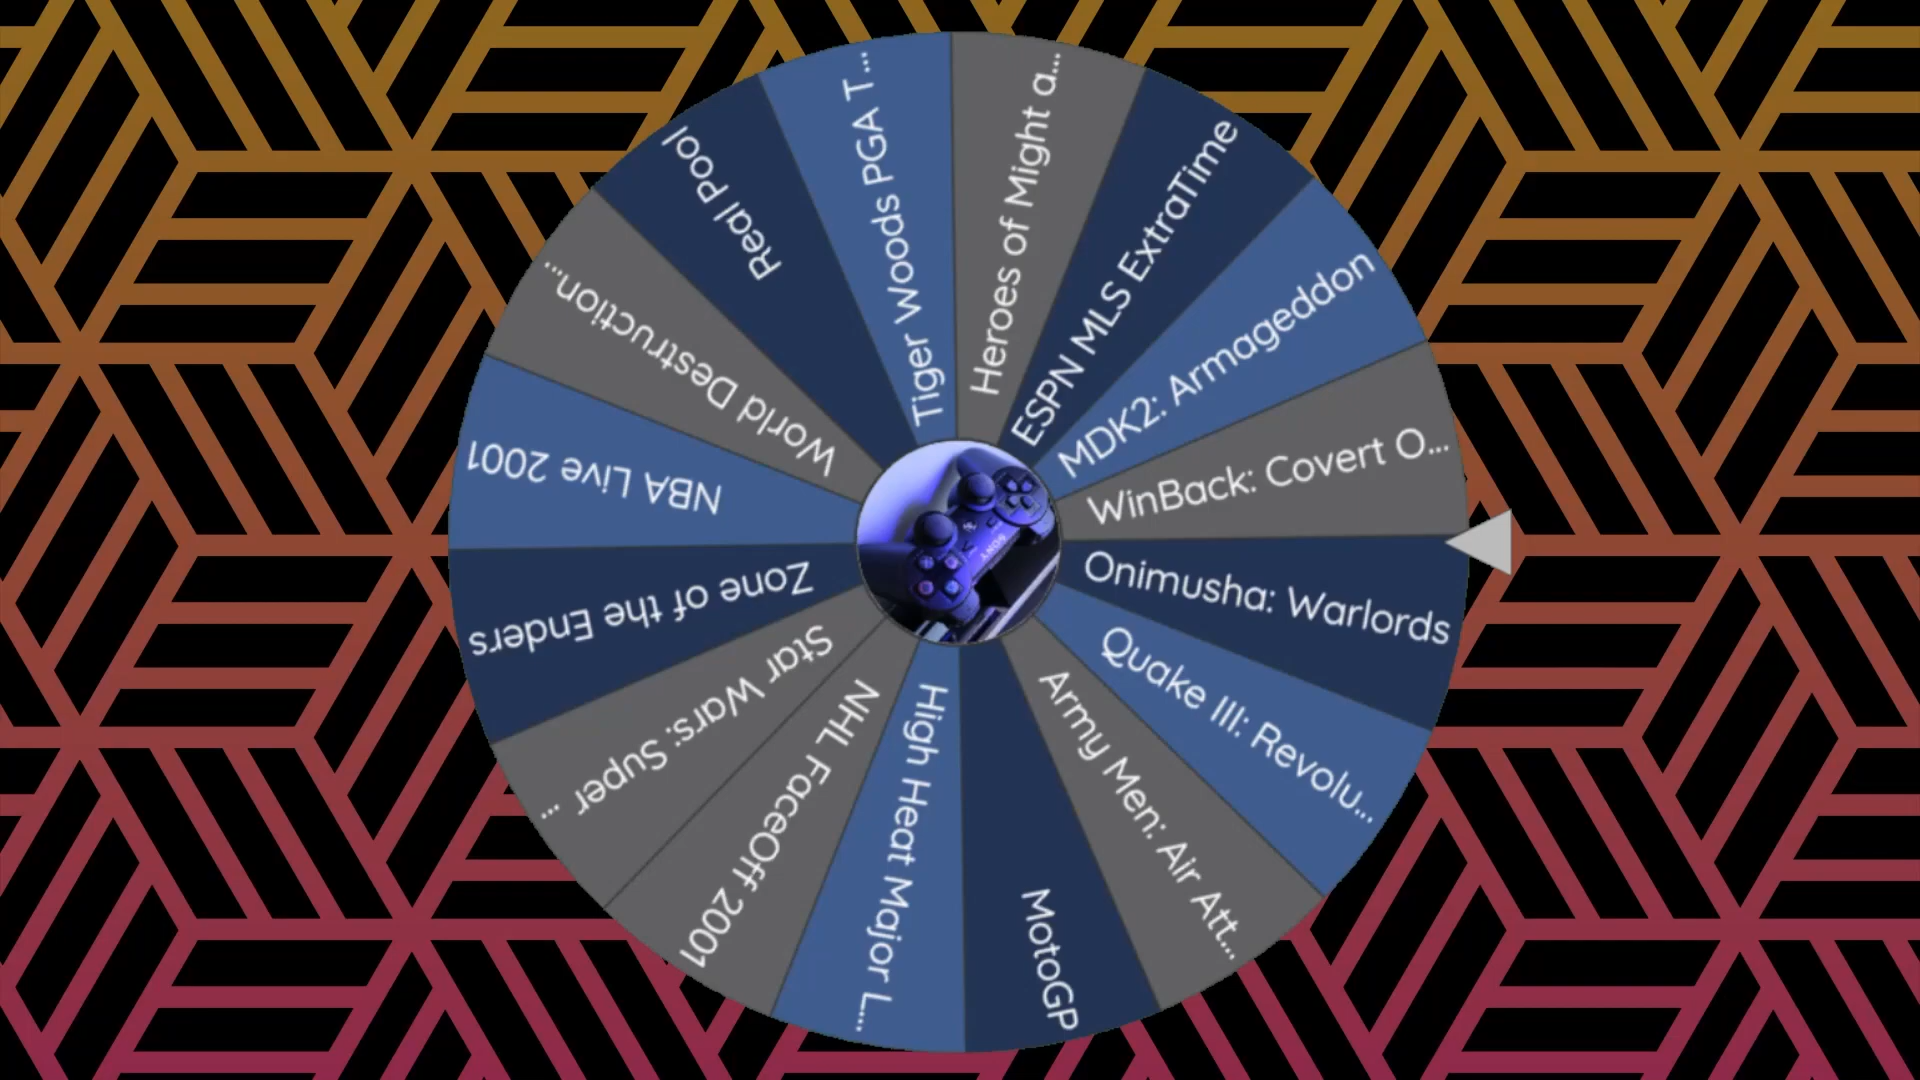 Tiger Woods PGA T...
Heroes of Might a...
ESPN MLS ExtraTime
MDK2: Armageddon
WinBack: Covert O...
Onimusha: Warlords
Quake III: Revolu...
Army Men: Air Att...
MotoGP
High Heat Major L...
NHL FaceOff 2001
Star Wars: Super ...
Zone of the Enders
NBA Live 2001
World Destruction...
Real Pool
SONY